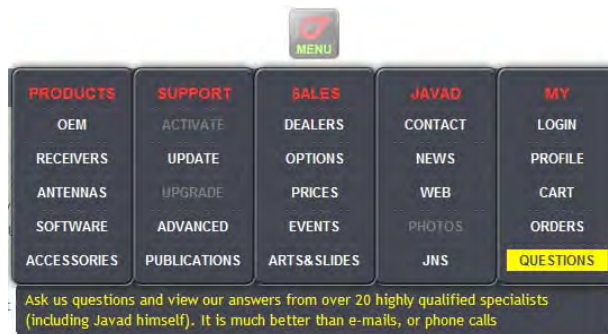 MENU
PRODUCTS SUPPORT SALES JAVAD MY
OEM ACTIVATE DEALERS CONTACT LOGIN
RECEIVERS UPDATE OPTIONS NEWS PROFILE
ANTENNAS UPGRADE PRICES WEB CART
SOFTWARE ADVANCED EVENTS PHOTOS ORDERS
ACCESSORIES PUBLICATIONS ARTS&SLIDES JNS QUESTIONS
Ask us questions and view our answers from over 20 highly qualified specialists
(including Javad himself). It is much better than e-mails, or phone calls